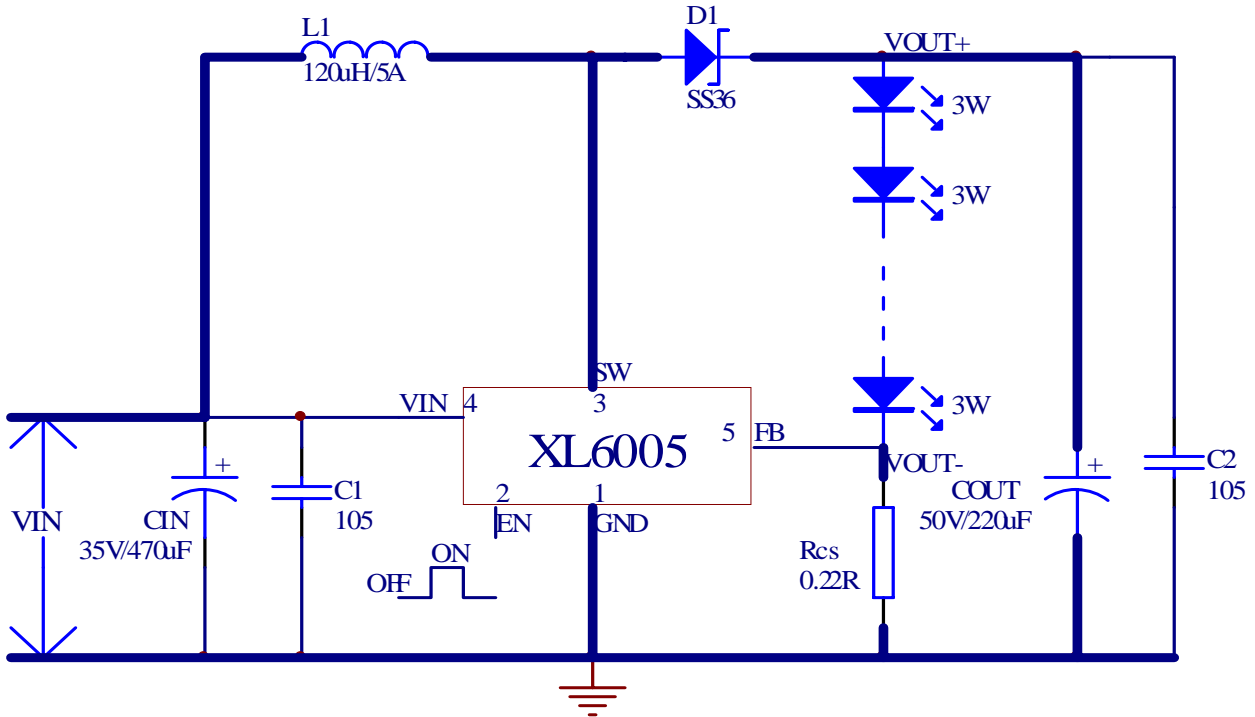 L1
120uH/5A
D1
SS36
VOUT+
3W
3W
3W
SW
3
VIN
4
XL6005
5
FB
2
EN
1
GND
VOUT-
VIN
CIN
35V/470uF
C1
105
ON
OFF
Rcs
0.22R
COUT
50V/220uF
C2
105
+
+